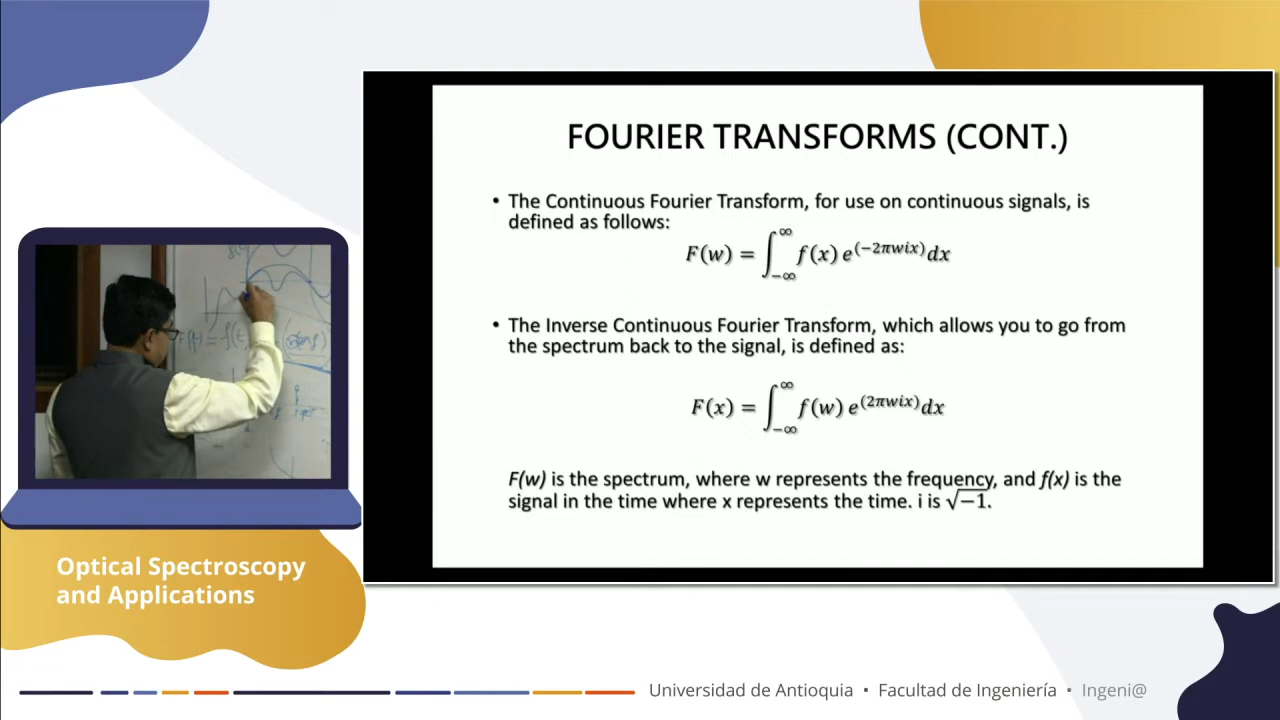 FOURIER TRANSFORMS (CONT.)
• The Continuous Fourier Transform, for use on continuous signals, is
defined as follows:
F(w) = ∫_{−∞}^{∞} f(x) e^{(−2πwix)} dx
• The Inverse Continuous Fourier Transform, which allows you to go from
the spectrum back to the signal, is defined as:
F(x) = ∫_{−∞}^{∞} f(w) e^{(2πwix)} dx
F(w) is the spectrum, where w represents the frequency, and f(x) is the
signal in the time where x represents the time. i is √−1.
Optical Spectroscopy
and Applications
Universidad de Antioquia • Facultad de Ingeniería • Ingeni@